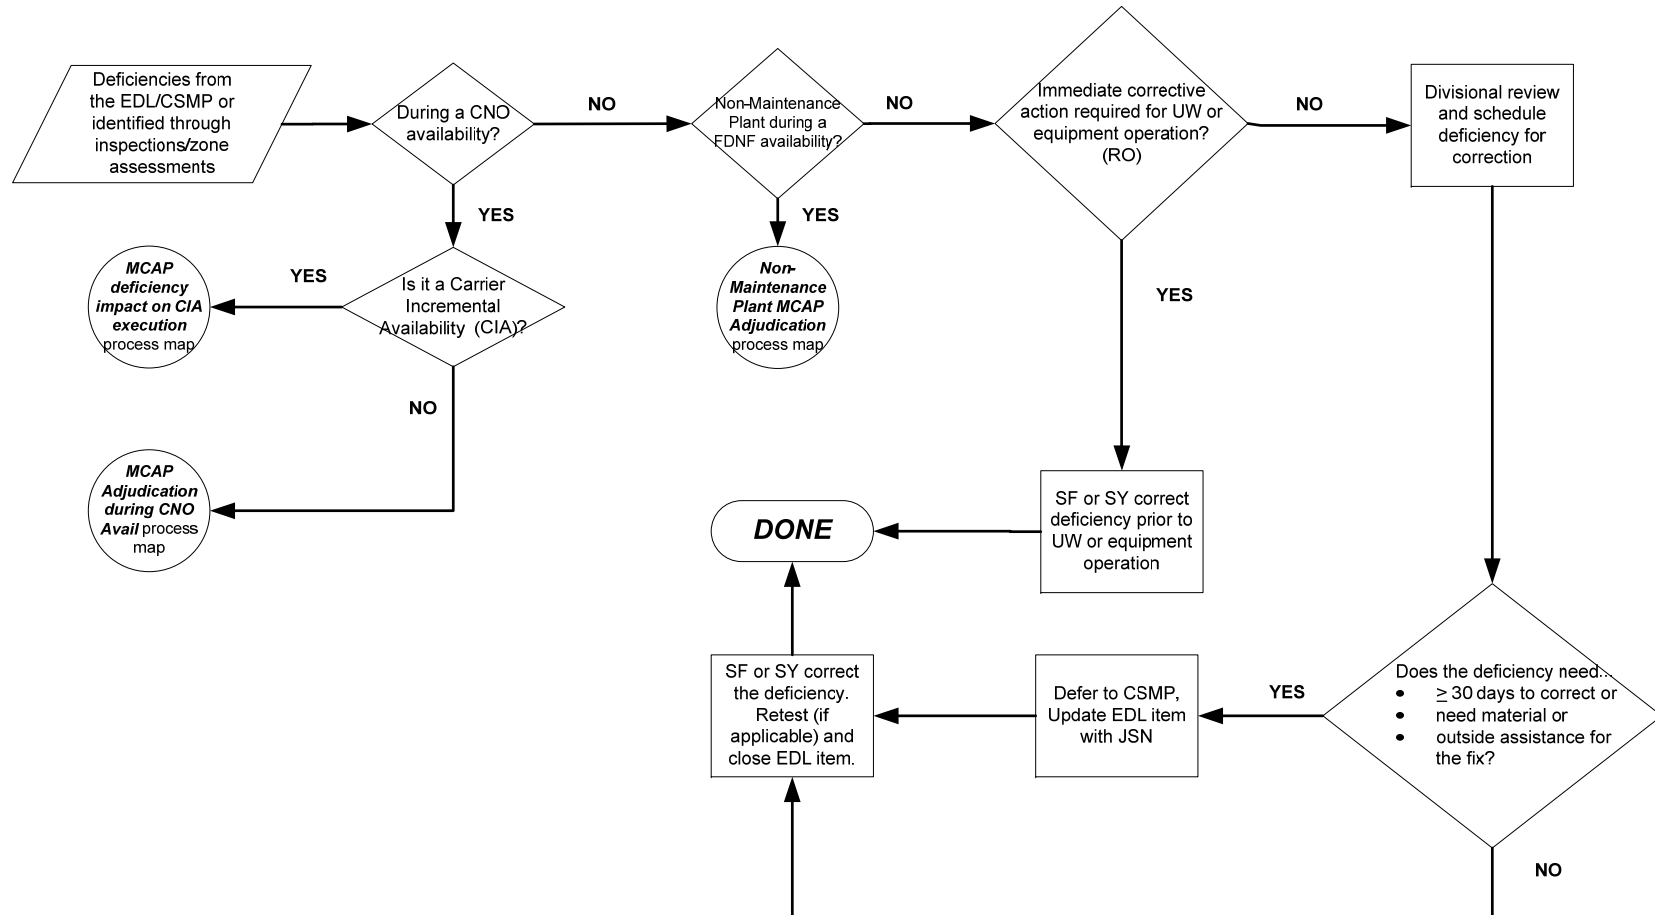 Deficiencies from
the EDL/CSMP or
identified through
inspections/zone
assessments
During a CNO
availability?
NO
Non-Maintenance
Plant during a
FDNF availability?
NO
Immediate corrective
action required for UW or
equipment operation?
(RO)
NO
Divisional review
and schedule
deficiency for
correction
YES
YES
YES
MCAP
deficiency
impact on CIA
execution
process map
YES
Is it a Carrier
Incremental
Availability (CIA)?
Non-
Maintenance
Plant MCAP
Adjudication
process map
NO
MCAP
Adjudication
during CNO
Avail process
map
DONE
SF or SY correct
deficiency prior to
UW or equipment
operation
SF or SY correct
the deficiency.
Retest (if
applicable) and
close EDL item.
Defer to CSMP,
Update EDL item
with JSN
YES
Does the deficiency need...
• ≥ 30 days to correct or
• need material or
• outside assistance for
the fix?
NO